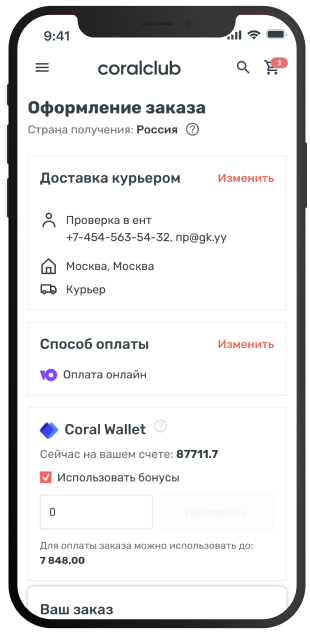 9:41
coralclub
3
Оформление заказа
Страна получения: Россия
Доставка курьером
Изменить
Проверка в ент
+7-454-563-54-32, пр@gk.yy
Москва, Москва
Курьер
Способ оплаты
Изменить
Ю Оплата онлайн
Coral Wallet
Сейчас на вашем счете: 87711.7
Использовать бонусы
0
Применить
Для оплаты заказа можно использовать до:
7 848,00
Ваш заказ